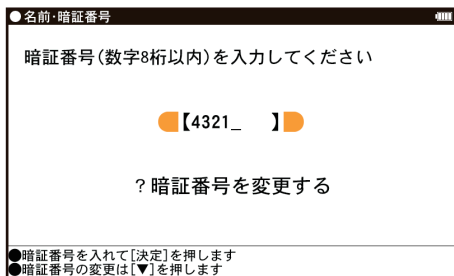 ●名前・暗証番号
暗証番号(数字8桁以内)を入力してください
【4321_ 】
?暗証番号を変更する
●暗証番号を入れて[決定]を押します
●暗証番号の変更は[▼]を押します